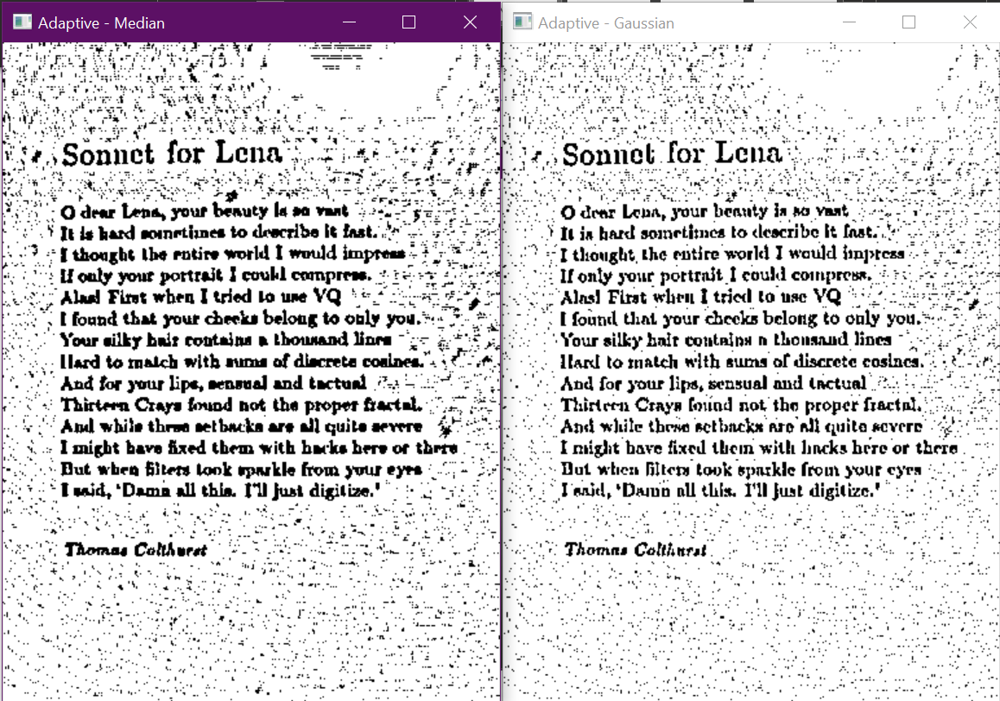 Adaptive - Median
Sonnet for Lena
O dear Lena, your beauty is so vast
It is hard sometimes to describe it fast.
I thought the entire world I would impress
If only your portrait I could compress.
Alas! First when I tried to use VQ
I found that your cheeks belong to only you.
Your silky hair contains a thousand lines
Hard to match with sums of discrete cosines.
And for your lips, sensual and tactual
Thirteen Crays found not the proper fractal.
And while these setbacks are all quite severe
I might have fixed them with hacks here or there
But when filters took sparkle from your eyes
I said, 'Damn all this. I'll just digitize.'
Thomas Colthurst
Adaptive - Gaussian
Sonnet for Lena
O dear Lena, your beauty is so vast
It is hard sometimes to describe it fast.
I thought the entire world I would impress
If only your portrait I could compress.
Alas! First when I tried to use VQ
I found that your cheeks belong to only you.
Your silky hair contains a thousand lines
Hard to match with sums of discrete cosines.
And for your lips, sensual and tactual
Thirteen Crays found not the proper fractal.
And while these setbacks are all quite severe
I might have fixed them with hacks here or there
But when filters took sparkle from your eyes
I said, 'Damn all this. I'll just digitize.'
Thomas Colthurst